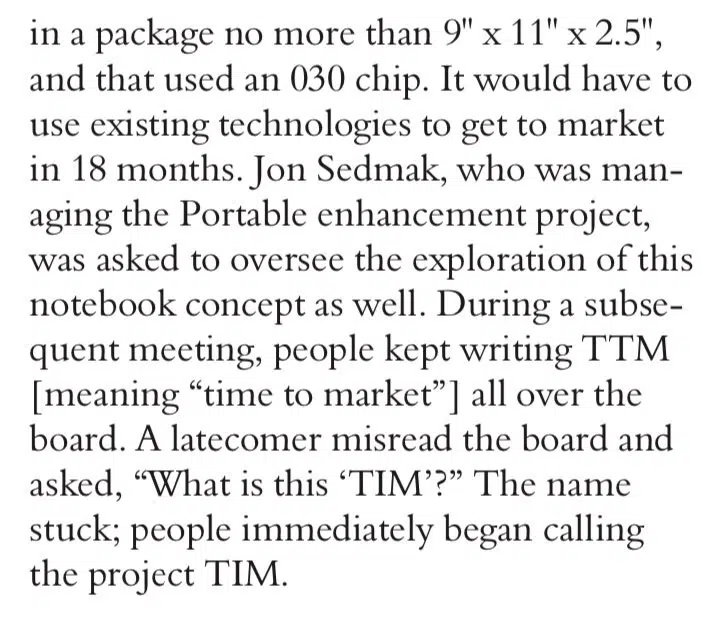 in a package no more than 9" x 11" x 2.5",
and that used an 030 chip. It would have to
use existing technologies to get to market
in 18 months. Jon Sedmak, who was man-
aging the Portable enhancement project,
was asked to oversee the exploration of this
notebook concept as well. During a subse-
quent meeting, people kept writing TTM
[meaning “time to market”] all over the
board. A latecomer misread the board and
asked, “What is this ‘TIM’?” The name
stuck; people immediately began calling
the project TIM.